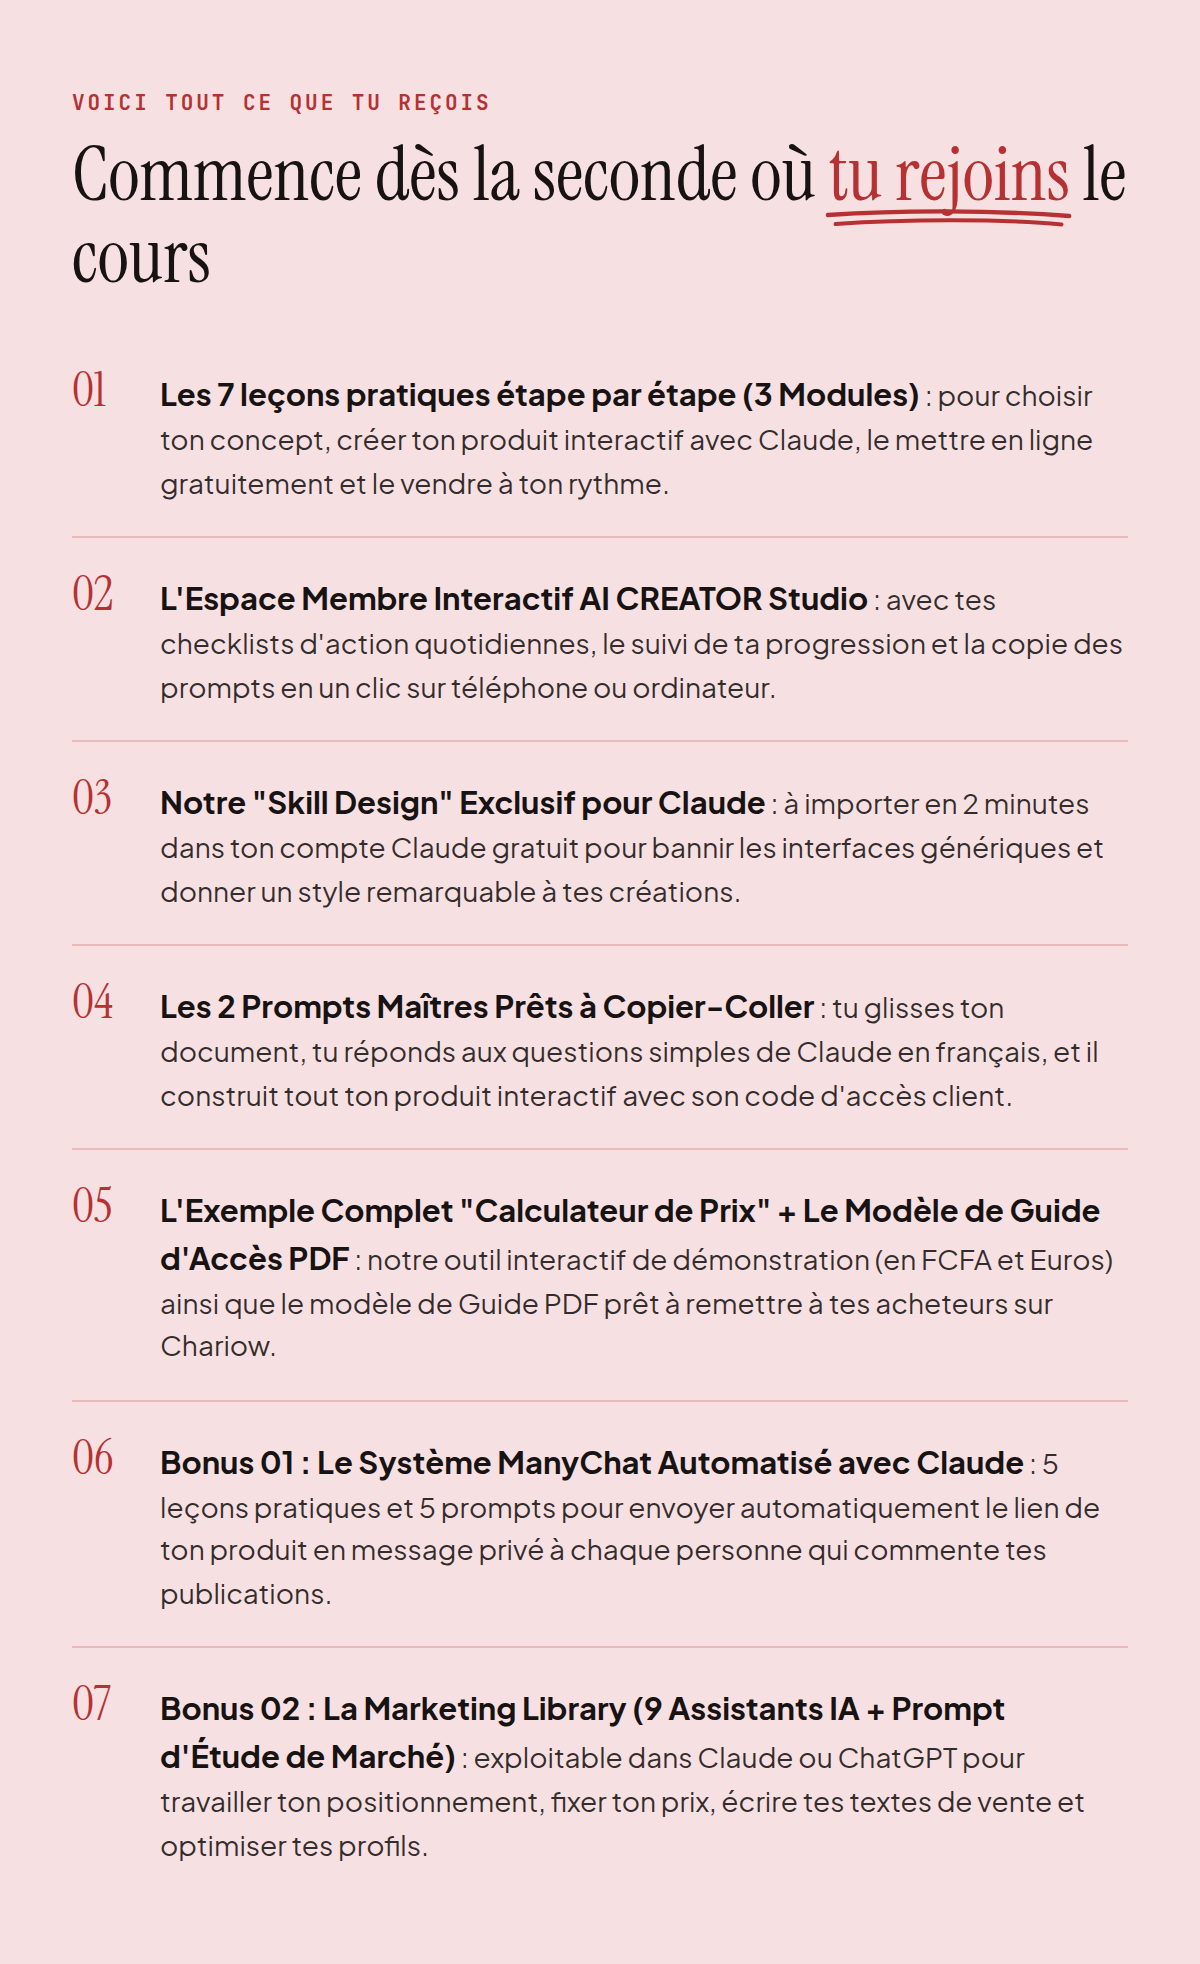 VOICI TOUT CE QUE TU REÇOIS
Commence dès la seconde où tu rejoins le
cours
01
Les 7 leçons pratiques étape par étape (3 Modules) : pour choisir
ton concept, créer ton produit interactif avec Claude, le mettre en ligne
gratuitement et le vendre à ton rythme.
02
L'Espace Membre Interactif AI CREATOR Studio : avec tes
checklists d'action quotidiennes, le suivi de ta progression et la copie des
prompts en un clic sur téléphone ou ordinateur.
03
Notre "Skill Design" Exclusif pour Claude : à importer en 2 minutes
dans ton compte Claude gratuit pour bannir les interfaces génériques et
donner un style remarquable à tes créations.
04
Les 2 Prompts Maîtres Prêts à Copier-Coller : tu glisses ton
document, tu réponds aux questions simples de Claude en français, et il
construit tout ton produit interactif avec son code d'accès client.
05
L'Exemple Complet "Calculateur de Prix" + Le Modèle de Guide
d'Accès PDF : notre outil interactif de démonstration (en FCFA et Euros)
ainsi que le modèle de Guide PDF prêt à remettre à tes acheteurs sur
Chariow.
06
Bonus 01 : Le Système ManyChat Automatisé avec Claude : 5
leçons pratiques et 5 prompts pour envoyer automatiquement le lien de
ton produit en message privé à chaque personne qui commente tes
publications.
07
Bonus 02 : La Marketing Library (9 Assistants IA + Prompt
d'Étude de Marché) : exploitable dans Claude ou ChatGPT pour
travailler ton positionnement, fixer ton prix, écrire tes textes de vente et
optimiser tes profils.